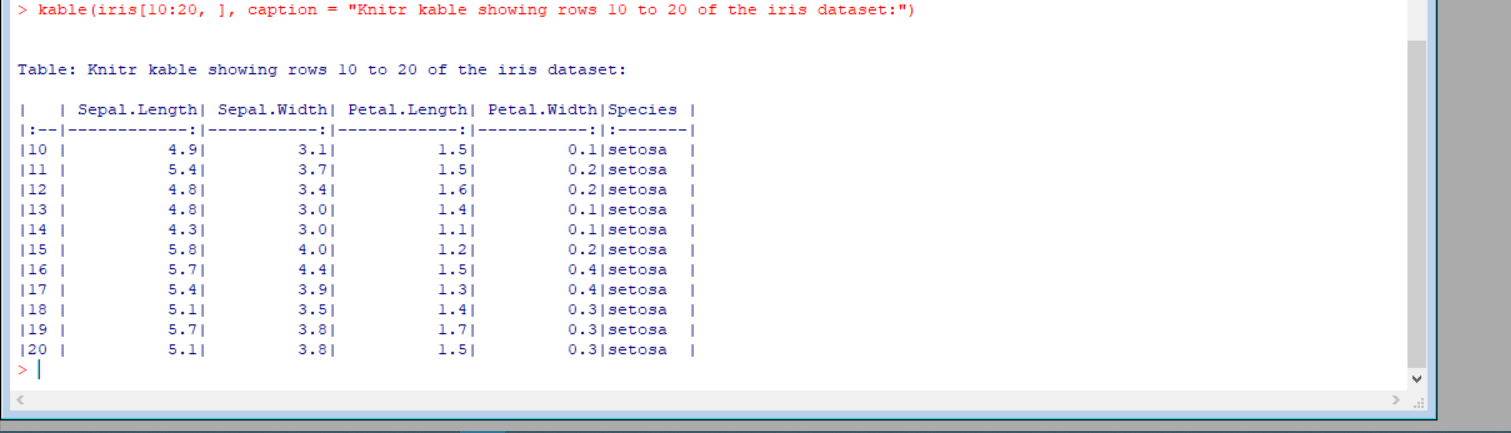 > kable(iris[10:20, ], caption = "Knitr kable showing rows 10 to 20 of the iris dataset:")
Table: Knitr kable showing rows 10 to 20 of the iris dataset:
|   | Sepal.Length| Sepal.Width| Petal.Length| Petal.Width|Species |
|:--|------------:|-----------:|------------:|-----------:|:-------|
|10 |          4.9|         3.1|          1.5|         0.1|setosa  |
|11 |          5.4|         3.7|          1.5|         0.2|setosa  |
|12 |          4.8|         3.4|          1.6|         0.2|setosa  |
|13 |          4.8|         3.0|          1.4|         0.1|setosa  |
|14 |          4.3|         3.0|          1.1|         0.1|setosa  |
|15 |          5.8|         4.0|          1.2|         0.2|setosa  |
|16 |          5.7|         4.4|          1.5|         0.4|setosa  |
|17 |          5.4|         3.9|          1.3|         0.4|setosa  |
|18 |          5.1|         3.5|          1.4|         0.3|setosa  |
|19 |          5.7|         3.8|          1.7|         0.3|setosa  |
|20 |          5.1|         3.8|          1.5|         0.3|setosa  |
>